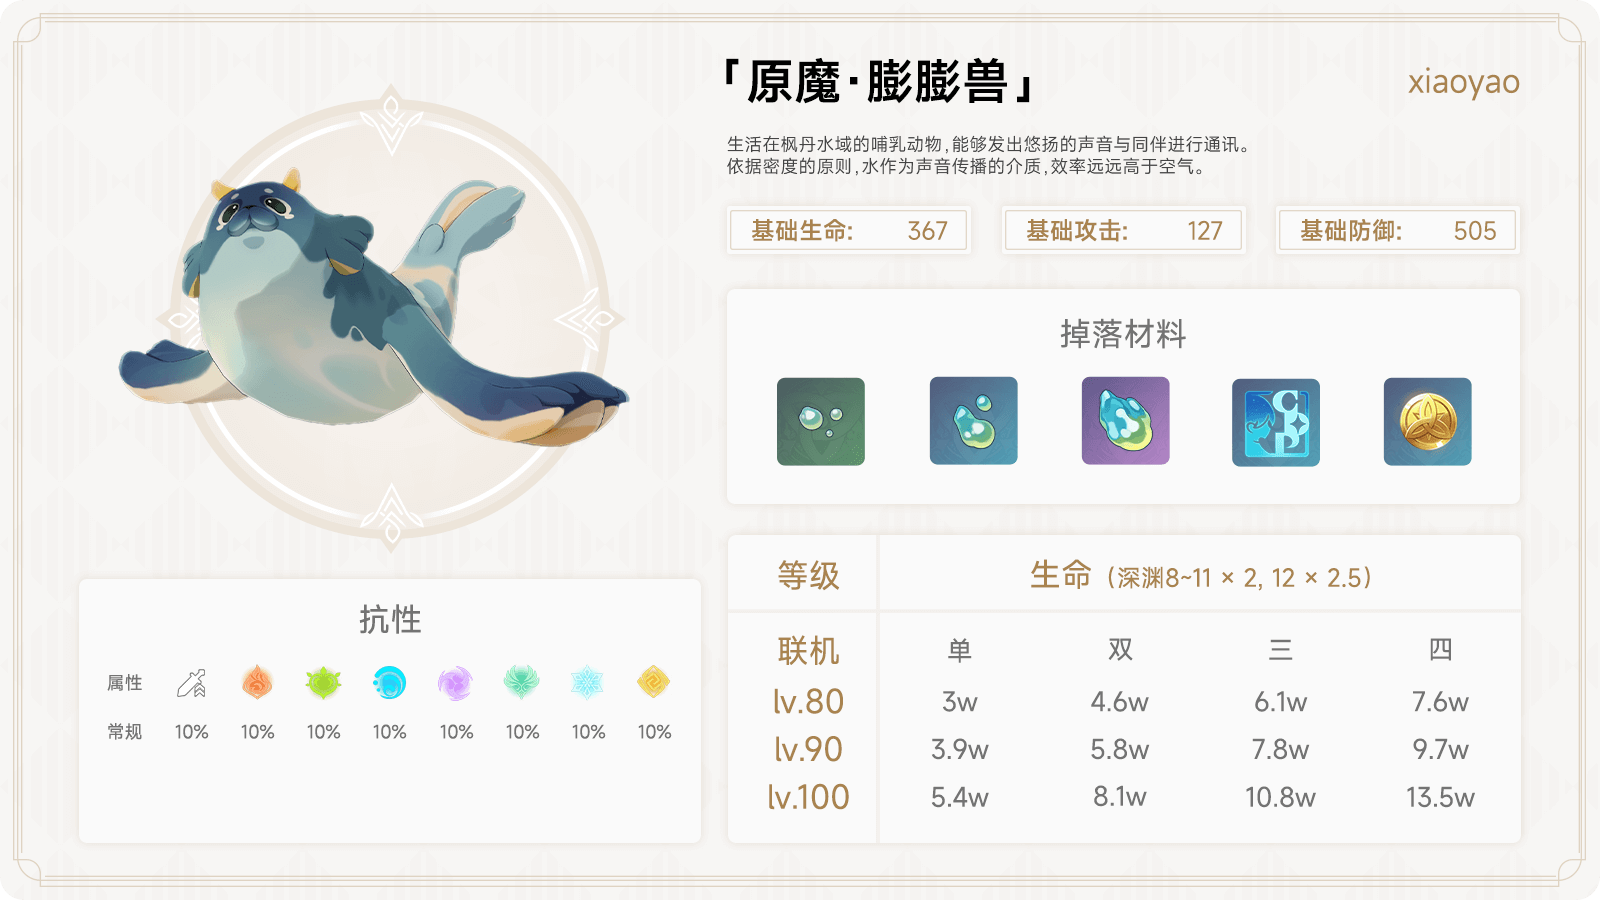 「原魔·膨膨兽」
xiaoyao
生活在枫丹水域的哺乳动物,能够发出悠扬的声音与同伴进行通讯。
依据密度的原则,水作为声音传播的介质,效率远远高于空气。
基础生命: 367
基础攻击: 127
基础防御: 505
掉落材料
抗性
属性
常规 10% 10% 10% 10% 10% 10% 10% 10%
等级 生命 (深渊8~11 × 2, 12 × 2.5)
联机 单 双 三 四
lv.80 3w 4.6w 6.1w 7.6w
lv.90 3.9w 5.8w 7.8w 9.7w
lv.100 5.4w 8.1w 10.8w 13.5w